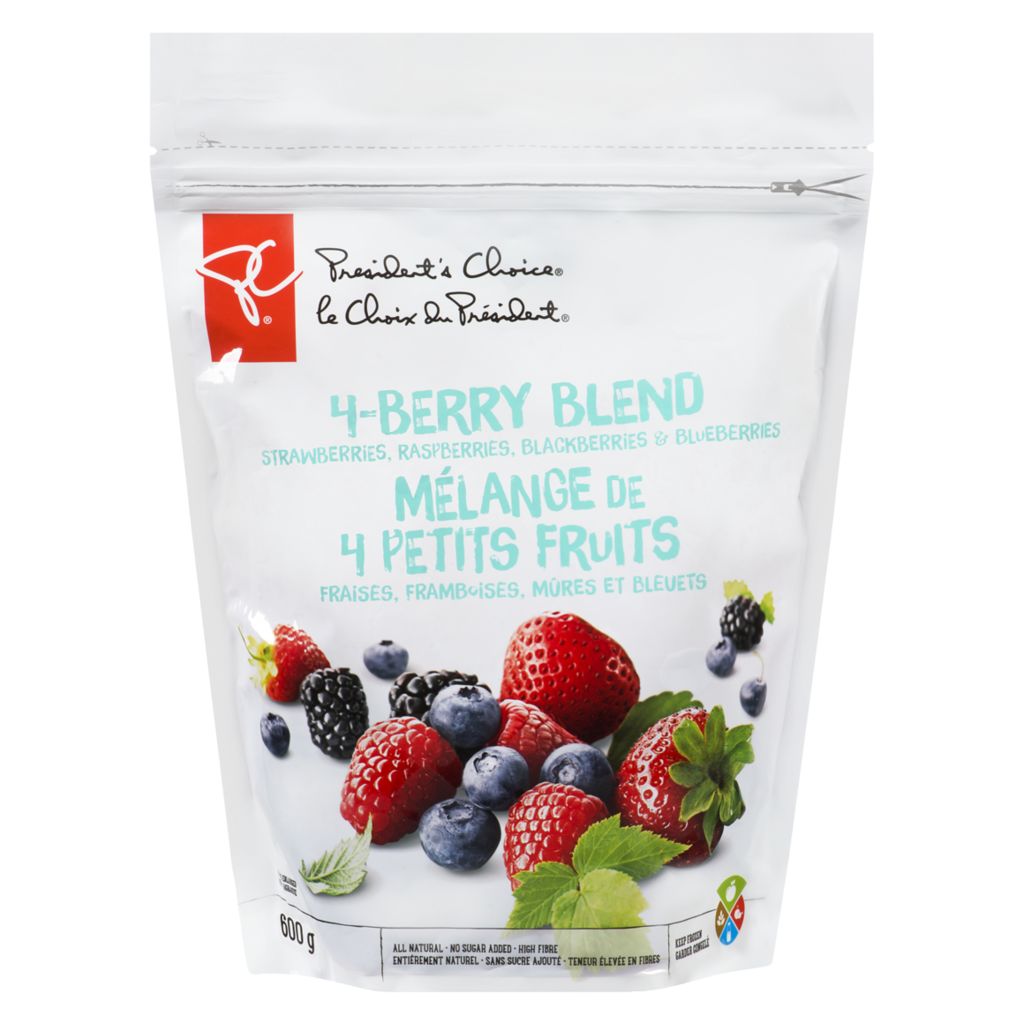 President's Choice®
le Choix du Président®
4-BERRY BLEND
STRAWBERRIES, RASPBERRIES, BLACKBERRIES & BLUEBERRIES
MÉLANGE DE
4 PETITS FRUITS
FRAISES, FRAMBOISES, MÛRES ET BLEUETS
600 g
ALL NATURAL · NO SUGAR ADDED · HIGH FIBRE
ENTIÈREMENT NATUREL · SANS SUCRE AJOUTÉ · TENEUR ÉLEVÉE EN FIBRES
KEEP FROZEN
GARDER CONGELÉ